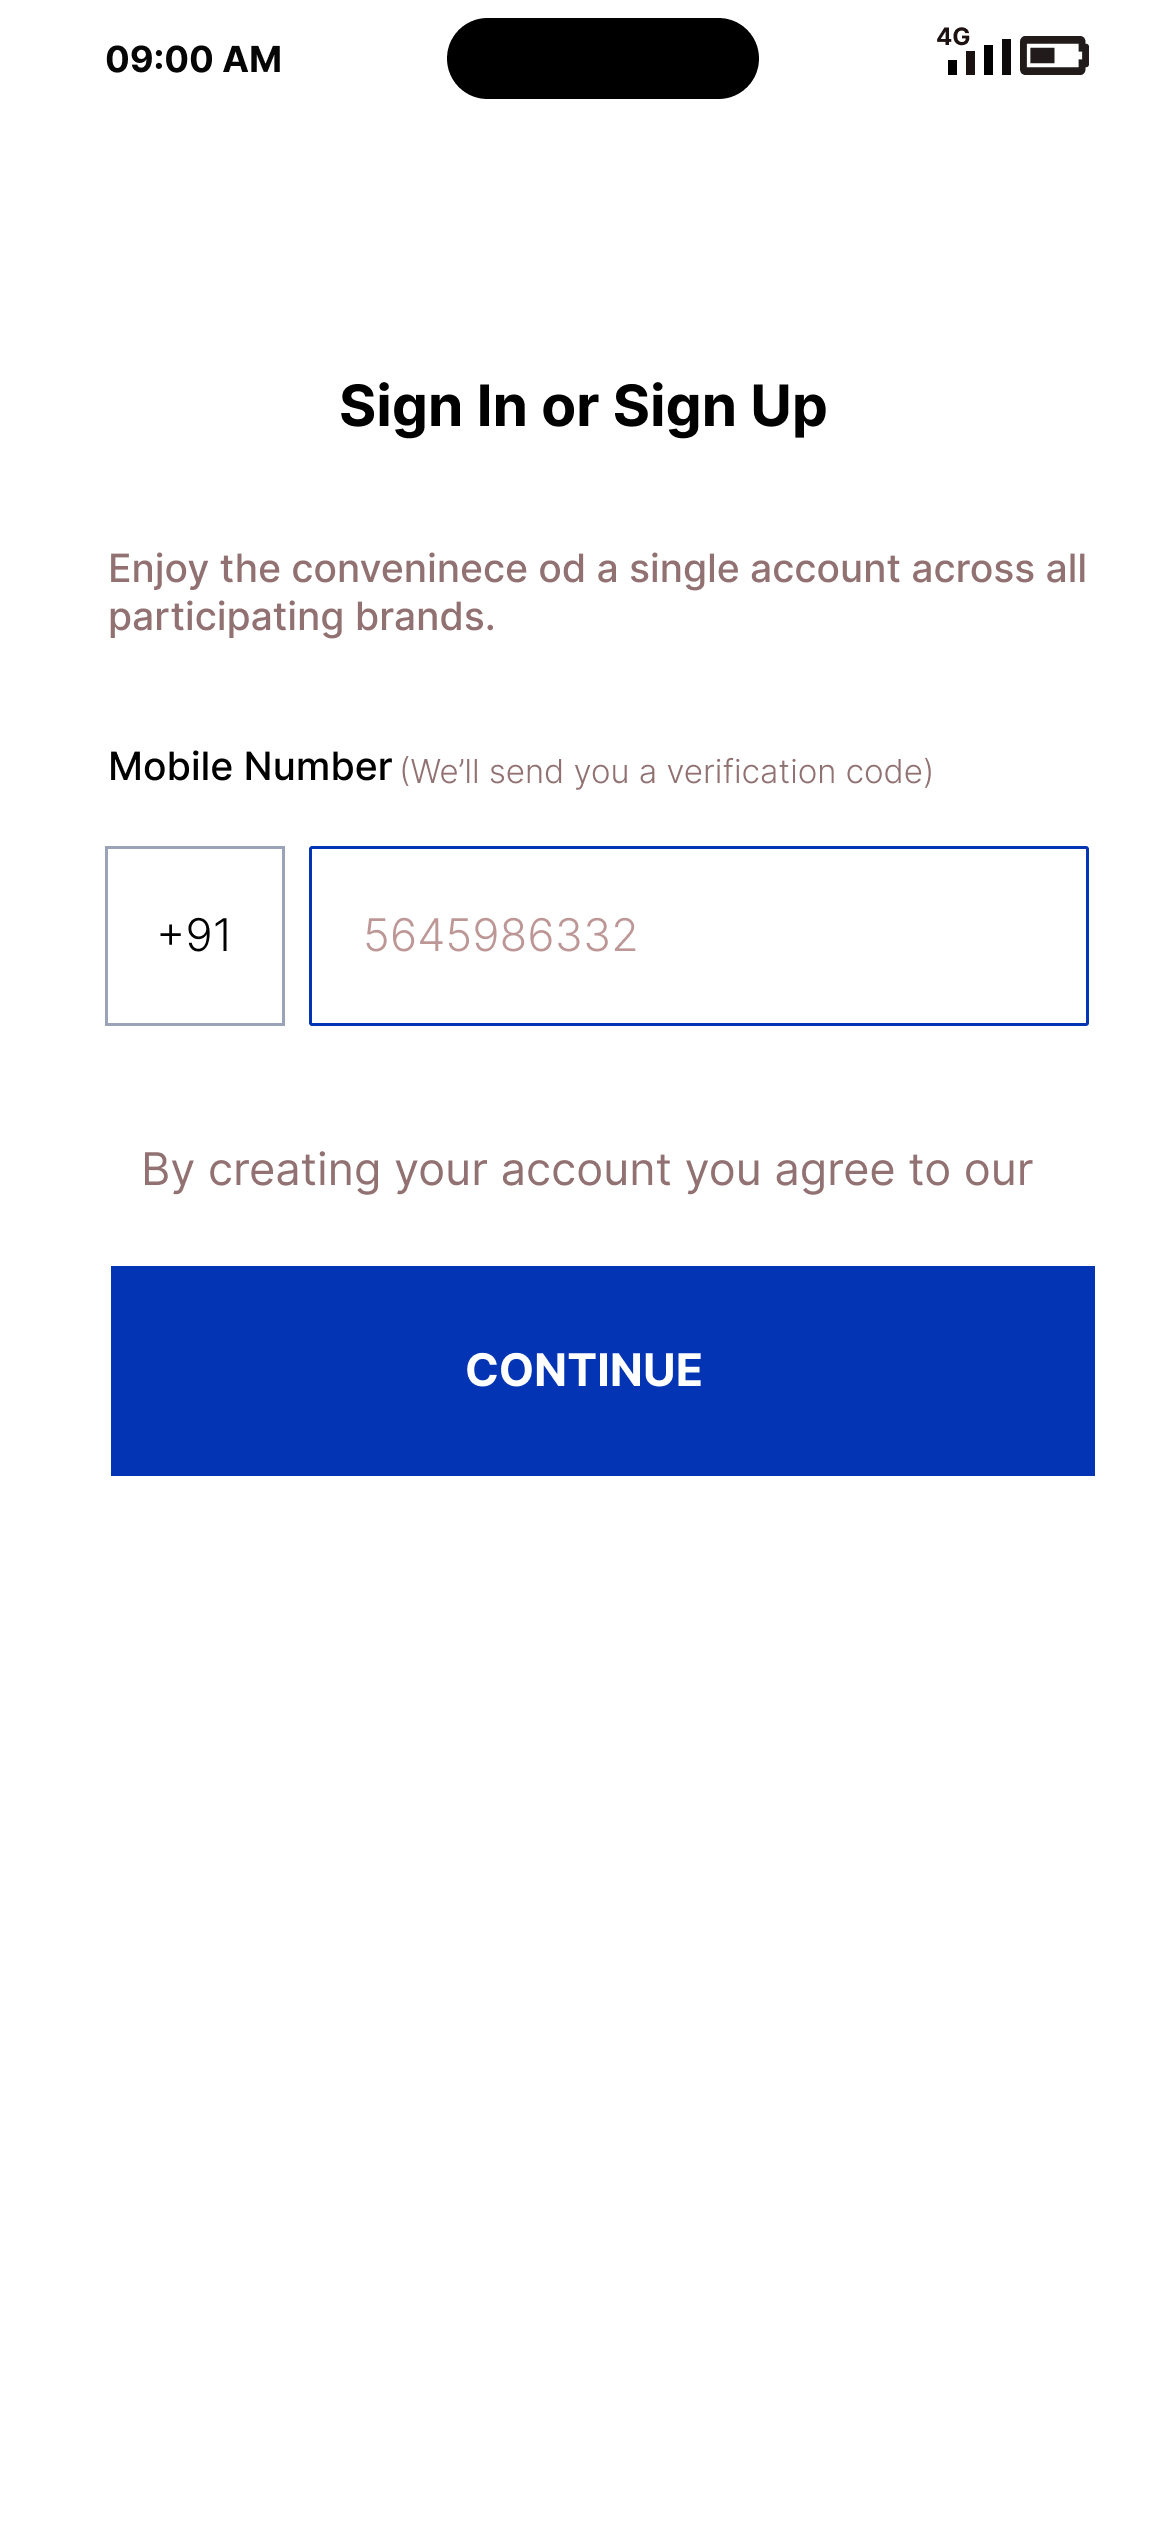 09:00 AM
4G
Sign In or Sign Up
Enjoy the conveninece od a single account across all
participating brands.
Mobile Number (We’ll send you a verification code)
+91 5645986332
By creating your account you agree to our
CONTINUE